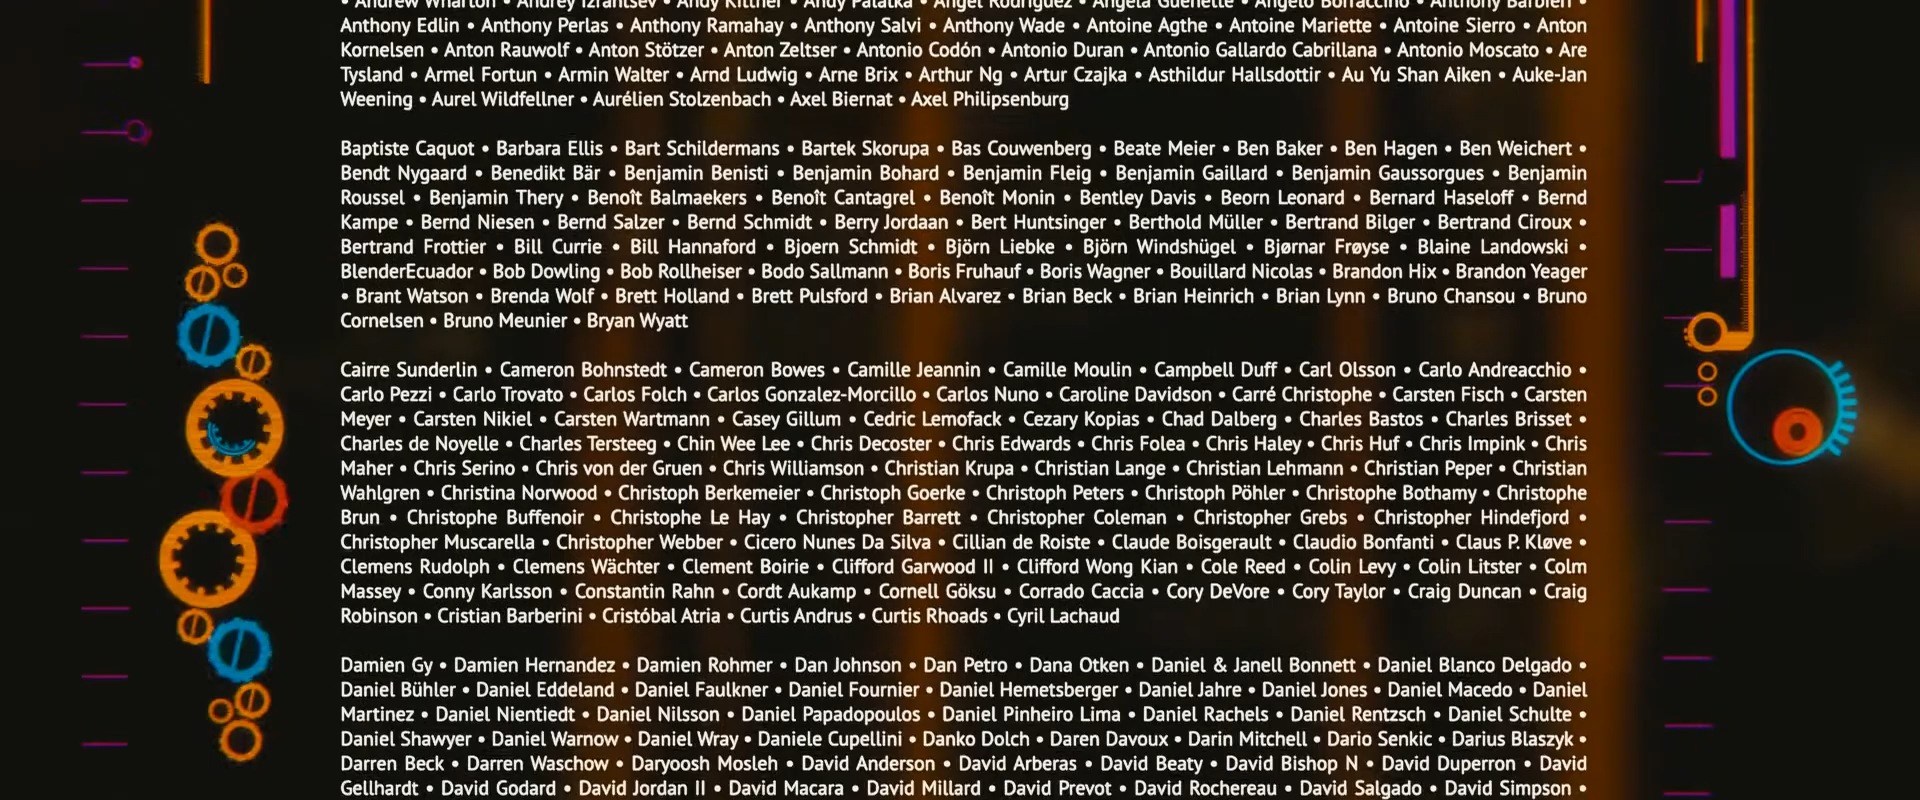 • Andrew Wharton • Andrey Izrantsev • Andy Kittner • Andy Palatka • Angel Rodriguez • Angela Guenette • Angelo Borraccino • Anthony Barbieri •
Anthony Edlin • Anthony Perlas • Anthony Ramahay • Anthony Salvi • Anthony Wade • Antoine Agthe • Antoine Mariette • Antoine Sierro • Anton
Kornelsen • Anton Rauwolf • Anton Stötzer • Anton Zeltser • Antonio Codón • Antonio Duran • Antonio Gallardo Cabrillana • Antonio Moscato • Are
Tysland • Armel Fortun • Armin Walter • Arnd Ludwig • Arne Brix • Arthur Ng • Artur Czajka • Asthildur Hallsdottir • Au Yu Shan Aiken • Auke-Jan
Weening • Aurel Wildfellner • Aurélien Stolzenbach • Axel Biernat • Axel Philipsenburg
Baptiste Caquot • Barbara Ellis • Bart Schildermans • Bartek Skorupa • Bas Couwenberg • Beate Meier • Ben Baker • Ben Hagen • Ben Weichert •
Bendt Nygaard • Benedikt Bär • Benjamin Benisti • Benjamin Bohard • Benjamin Fleig • Benjamin Gaillard • Benjamin Gaussorgues • Benjamin
Roussel • Benjamin Thery • Benoît Balmaekers • Benoît Cantagrel • Benoît Monin • Bentley Davis • Beorn Leonard • Bernard Haseloff • Bernd
Kampe • Bernd Niesen • Bernd Salzer • Bernd Schmidt • Berry Jordaan • Bert Huntsinger • Berthold Müller • Bertrand Bilger • Bertrand Ciroux •
Bertrand Frottier • Bill Currie • Bill Hannaford • Bjoern Schmidt • Björn Liebke • Björn Windshügel • Bjørnar Frøyse • Blaine Landowski •
BlenderEcuador • Bob Dowling • Bob Rollheiser • Bodo Sallmann • Boris Fruhauf • Boris Wagner • Bouillard Nicolas • Brandon Hix • Brandon Yeager
• Brant Watson • Brenda Wolf • Brett Holland • Brett Pulsford • Brian Alvarez • Brian Beck • Brian Heinrich • Brian Lynn • Bruno Chansou • Bruno
Cornelsen • Bruno Meunier • Bryan Wyatt
Cairre Sunderlin • Cameron Bohnstedt • Cameron Bowes • Camille Jeannin • Camille Moulin • Campbell Duff • Carl Olsson • Carlo Andreacchio •
Carlo Pezzi • Carlo Trovato • Carlos Folch • Carlos Gonzalez-Morcillo • Carlos Nuno • Caroline Davidson • Carré Christophe • Carsten Fisch • Carsten
Meyer • Carsten Nikiel • Carsten Wartmann • Casey Gillum • Cedric Lemofack • Cezary Kopias • Chad Dalberg • Charles Bastos • Charles Brisset •
Charles de Noyelle • Charles Tersteeg • Chin Wee Lee • Chris Decoster • Chris Edwards • Chris Folea • Chris Haley • Chris Huf • Chris Impink • Chris
Maher • Chris Serino • Chris von der Gruen • Chris Williamson • Christian Krupa • Christian Lange • Christian Lehmann • Christian Peper • Christian
Wahlgren • Christina Norwood • Christoph Berkemeier • Christoph Goerke • Christoph Peters • Christoph Pöhler • Christophe Bothamy • Christophe
Brun • Christophe Buffenoir • Christophe Le Hay • Christopher Barrett • Christopher Coleman • Christopher Grebs • Christopher Hindefjord •
Christopher Muscarella • Christopher Webber • Cicero Nunes Da Silva • Cillian de Roiste • Claude Boisgerault • Claudio Bonfanti • Claus P. Kløve •
Clemens Rudolph • Clemens Wächter • Clement Boirie • Clifford Garwood II • Clifford Wong Kian • Cole Reed • Colin Levy • Colin Litster • Colm
Massey • Conny Karlsson • Constantin Rahn • Cordt Aukamp • Cornell Göksu • Corrado Caccia • Cory DeVore • Cory Taylor • Craig Duncan • Craig
Robinson • Cristian Barberini • Cristóbal Atria • Curtis Andrus • Curtis Rhoads • Cyril Lachaud
Damien Gy • Damien Hernandez • Damien Rohmer • Dan Johnson • Dan Petro • Dana Otken • Daniel & Janell Bonnett • Daniel Blanco Delgado •
Daniel Bühler • Daniel Eddeland • Daniel Faulkner • Daniel Fournier • Daniel Hemetsberger • Daniel Jahre • Daniel Jones • Daniel Macedo • Daniel
Martinez • Daniel Nientiedt • Daniel Nilsson • Daniel Papadopoulos • Daniel Pinheiro Lima • Daniel Rachels • Daniel Rentzsch • Daniel Schulte •
Daniel Shawyer • Daniel Warnow • Daniel Wray • Daniele Cupellini • Danko Dolch • Daren Davoux • Darin Mitchell • Dario Senkic • Darius Blaszyk •
Darren Beck • Darren Waschow • Daryoosh Mosleh • David Anderson • David Arberas • David Beaty • David Bishop N • David Duperron • David
Gellhardt • David Godard • David Jordan II • David Macara • David Millard • David Prevot • David Rochereau • David Salgado • David Simpson •